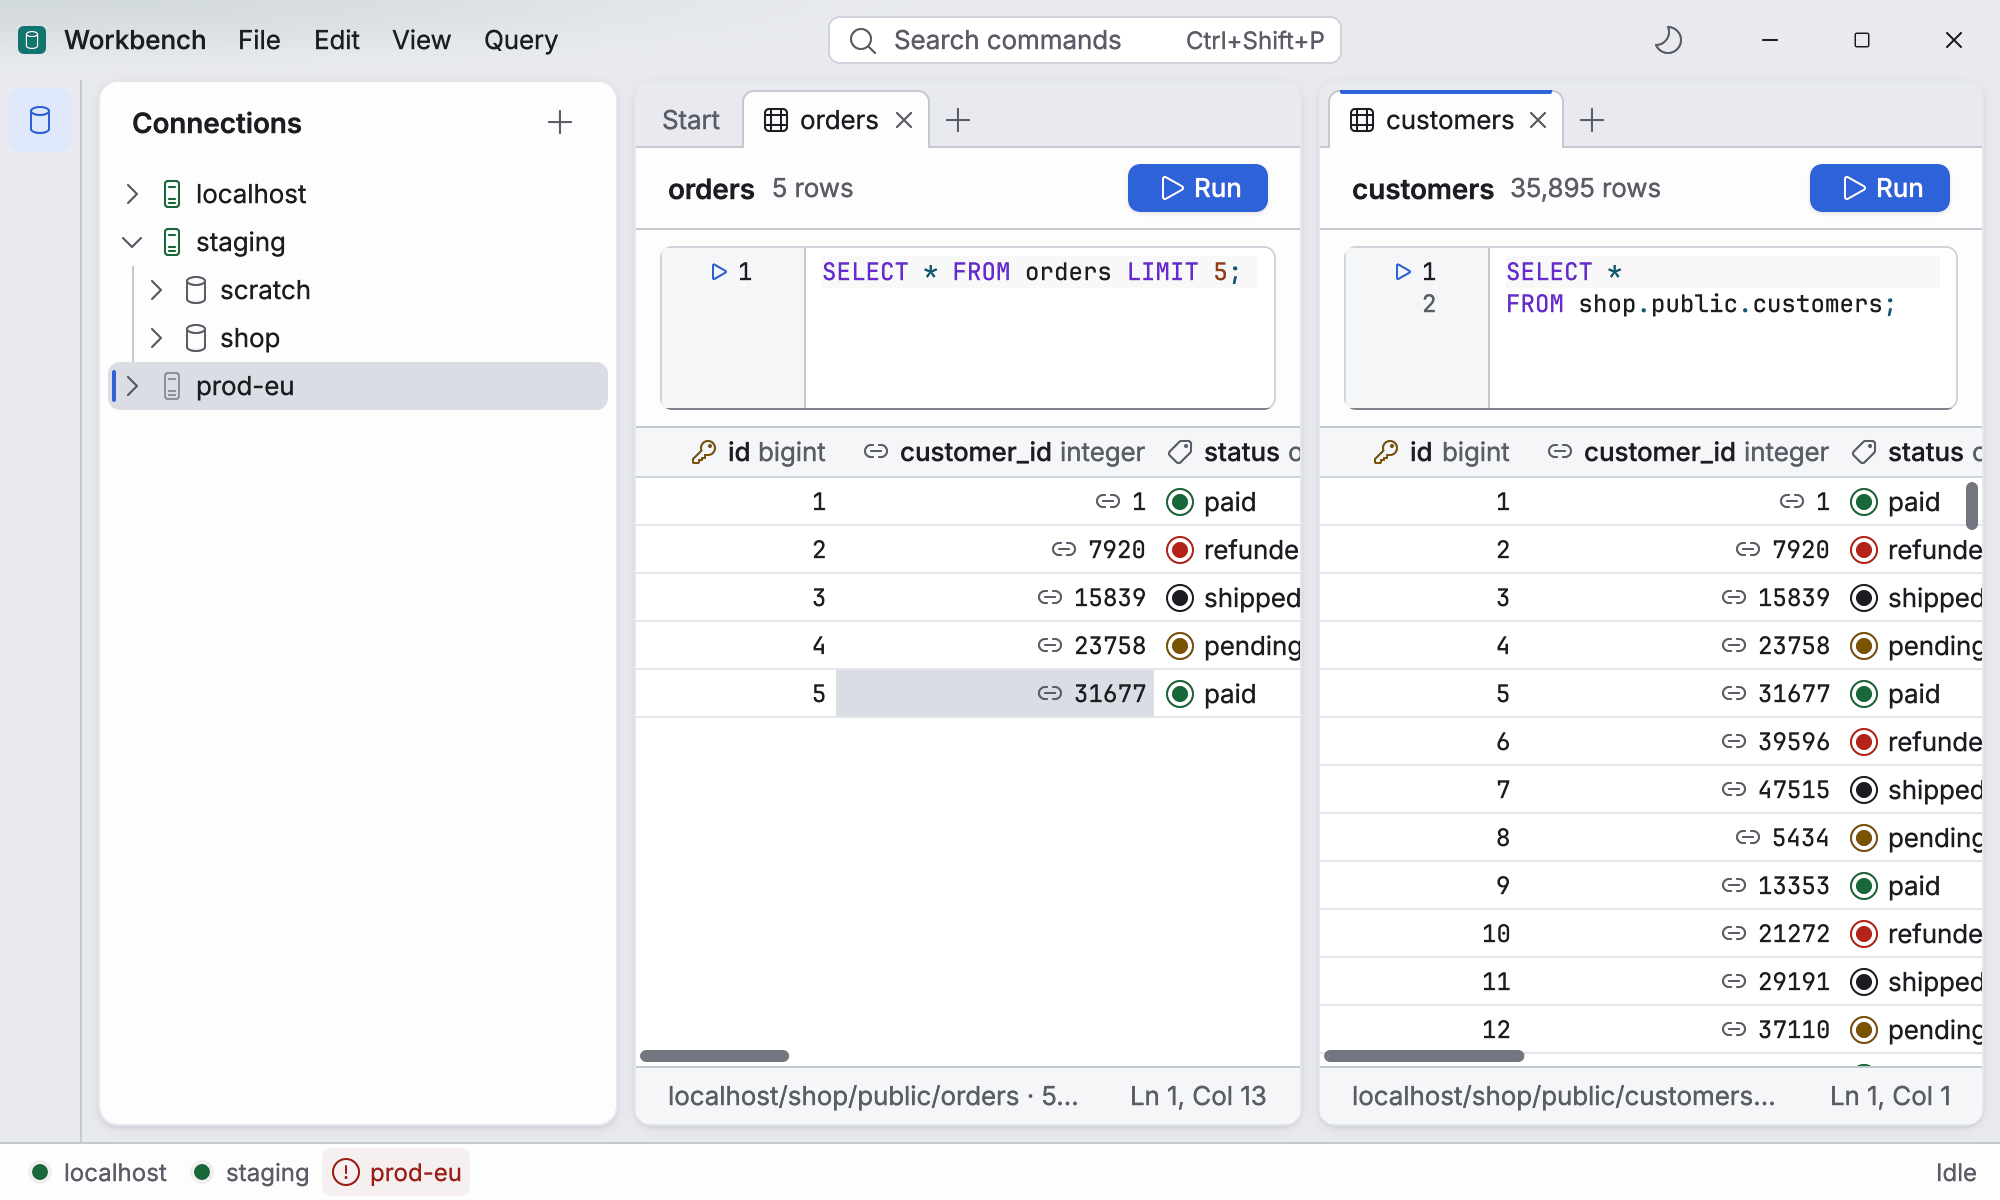 Workbench File Edit View Query Search commands Ctrl+Shift+P
Connections
localhost
staging
scratch
shop
prod-eu
Start orders
orders 5 rows Run
1 SELECT * FROM orders LIMIT 5;
id bigint customer_id integer status c
1 1 paid
2 7920 refunde
3 15839 shipped
4 23758 pending
5 31677 paid
localhost/shop/public/orders · 5... Ln 1, Col 13
customers
customers 35,895 rows Run
1 SELECT *
2 FROM shop.public.customers;
id bigint customer_id integer status c
1 1 paid
2 7920 refunde
3 15839 shipped
4 23758 pending
5 31677 paid
6 39596 refunde
7 47515 shipped
8 5434 pending
9 13353 paid
10 21272 refunde
11 29191 shipped
12 37110 pending
localhost/shop/public/customers... Ln 1, Col 1
localhost staging prod-eu Idle